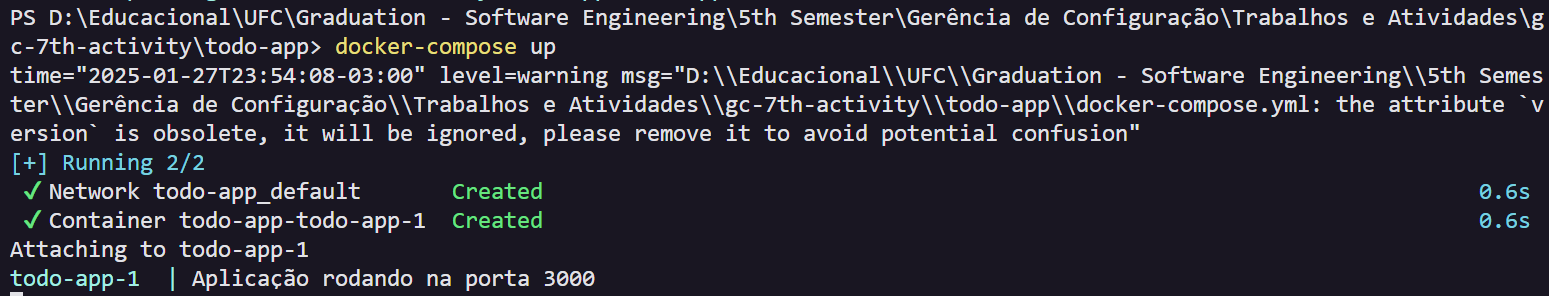 PS D:\Educacional\UFC\Graduation - Software Engineering\5th Semester\Gerência de Configuração\Trabalhos e Atividades\g
c-7th-activity\todo-app> docker-compose up
time="2025-01-27T23:54:08-03:00" level=warning msg="D:\\Educacional\\UFC\\Graduation - Software Engineering\\5th Semes
ter\\Gerência de Configuração\\Trabalhos e Atividades\\gc-7th-activity\\todo-app\\docker-compose.yml: the attribute `v
ersion` is obsolete, it will be ignored, please remove it to avoid potential confusion"
[+] Running 2/2
✔ Network todo-app_default Created 0.6s
✔ Container todo-app-todo-app-1 Created 0.6s
Attaching to todo-app-1
todo-app-1 | Aplicação rodando na porta 3000